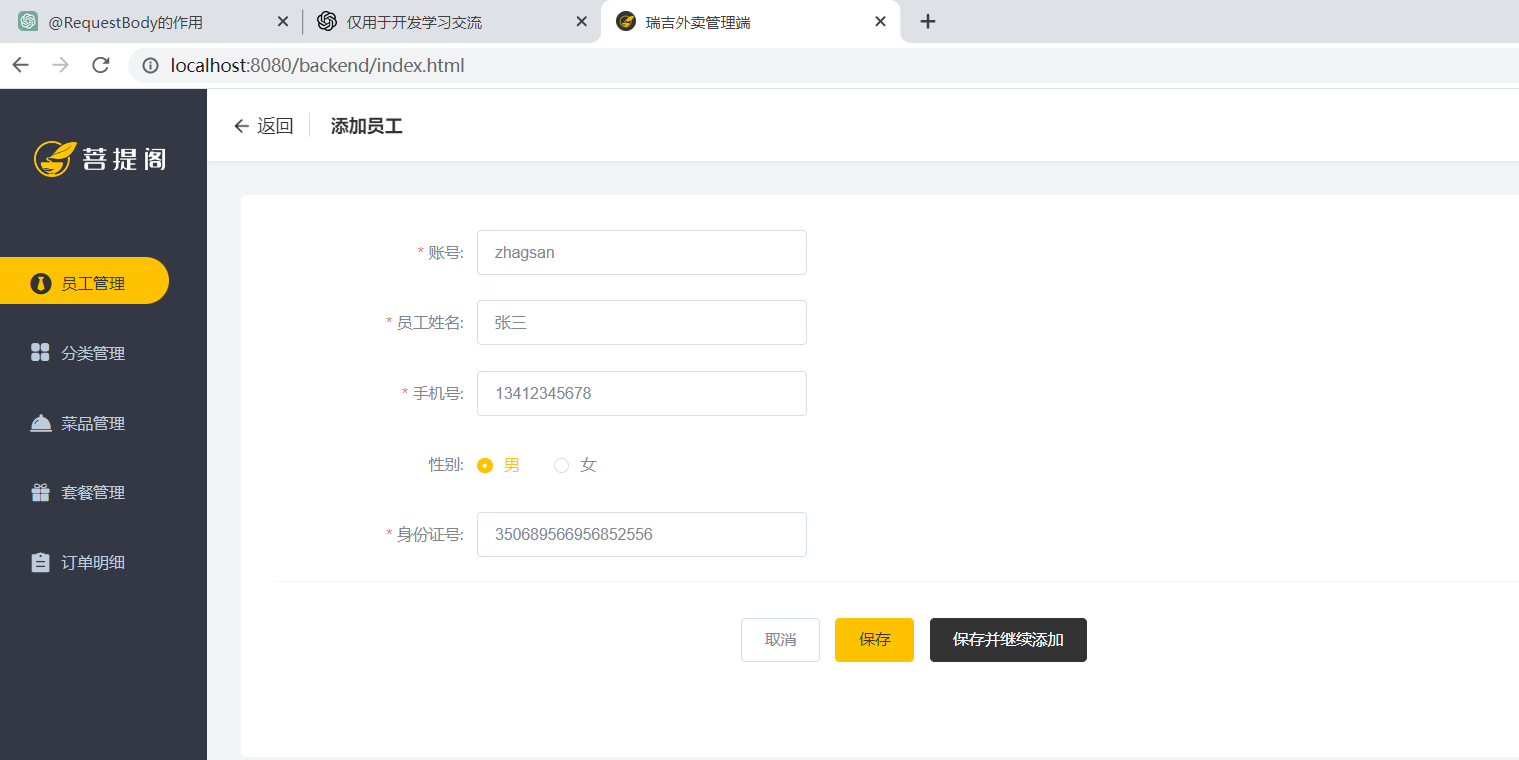 @RequestBody的作用
仅用于开发学习交流
瑞吉外卖管理端
localhost:8080/backend/index.html
菩提阁
返回
添加员工
员工管理
分类管理
菜品管理
套餐管理
订单明细
* 账号: zhagsan
* 员工姓名: 张三
* 手机号: 13412345678
性别: 男 女
* 身份证号: 350689566956852556
取消
保存
保存并继续添加